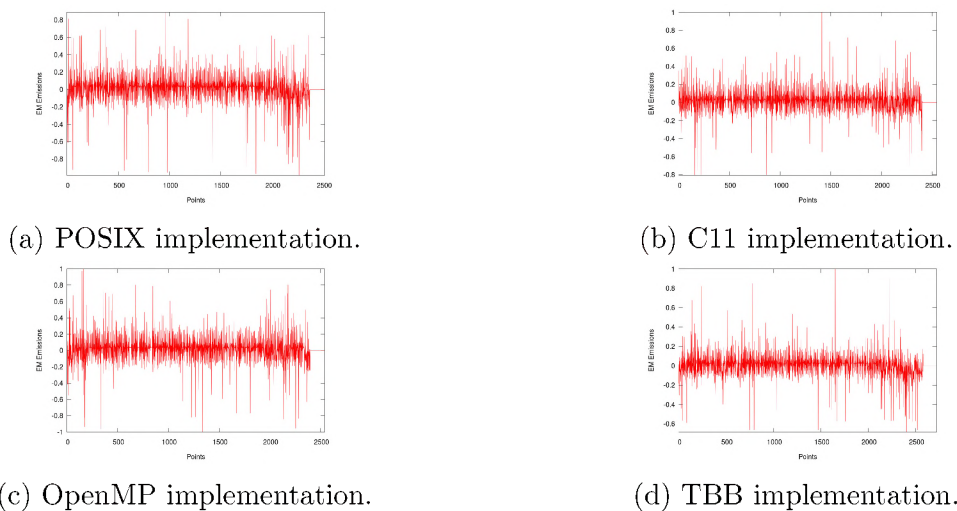 0.8
0.6
0.4
0.2
0
-0.2
-0.4
-0.6
-0.8
EM Emissions
0 500 1000 1500 2000 2500
Points
(a) POSIX implementation.
1
0.8
0.6
0.4
0.2
0
-0.2
-0.4
-0.6
-0.8
EM Emissions
0 500 1000 1500 2000 2500
Points
(b) C11 implementation.
1
0.8
0.6
0.4
0.2
0
-0.2
-0.4
-0.6
-0.8
-1
EM Emissions
0 500 1000 1500 2000 2500
Points
(c) OpenMP implementation.
1
0.8
0.6
0.4
0.2
0
-0.2
-0.4
-0.6
EM Emissions
0 500 1000 1500 2000 2500
Points
(d) TBB implementation.